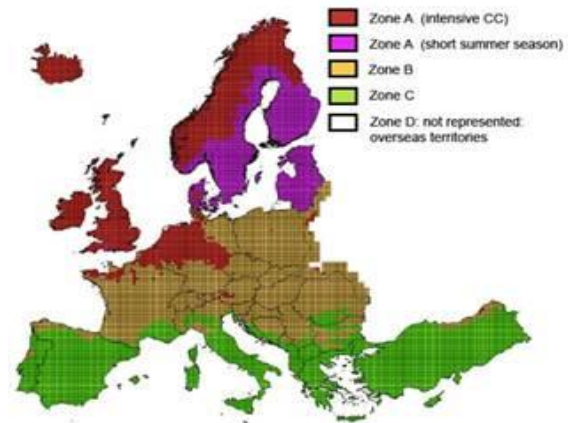 Zone A (intensive CC)
Zone A (short summer season)
Zone B
Zone C
Zone D: not represented:
overseas territories